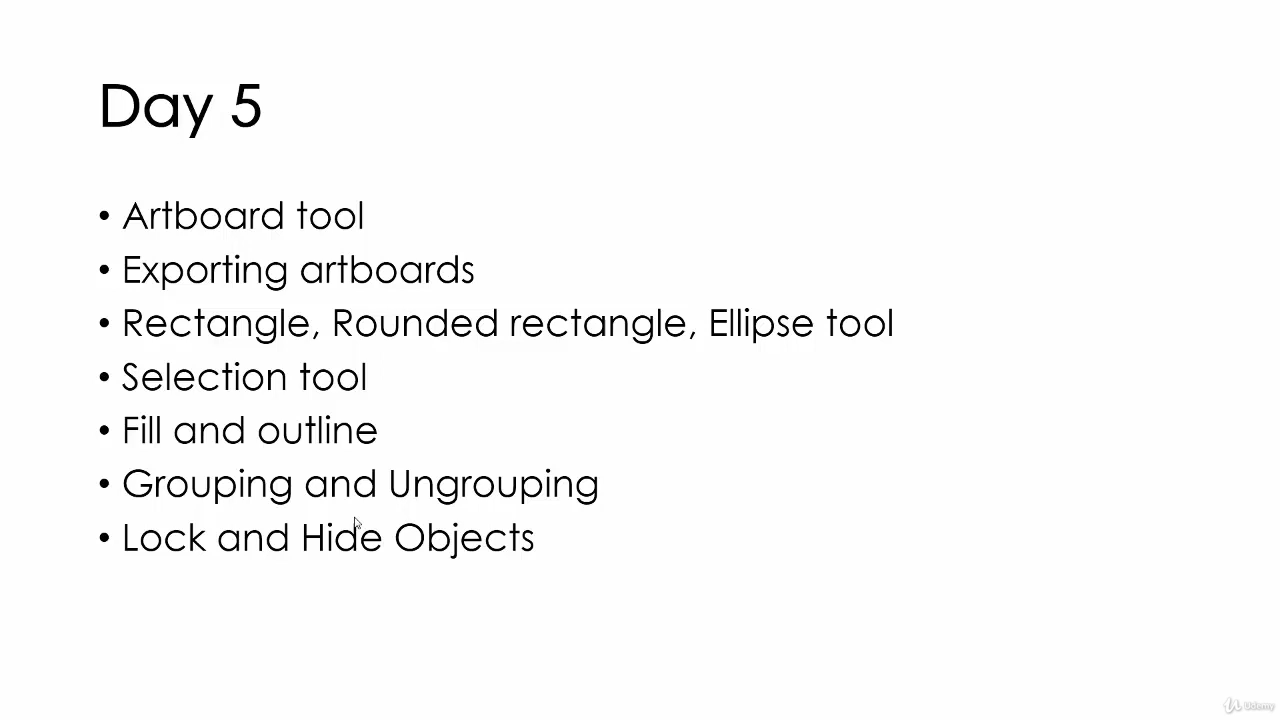 Day 5
• Artboard tool
• Exporting artboards
• Rectangle, Rounded rectangle, Ellipse tool
• Selection tool
• Fill and outline
• Grouping and Ungrouping
• Lock and Hide Objects
Udemy